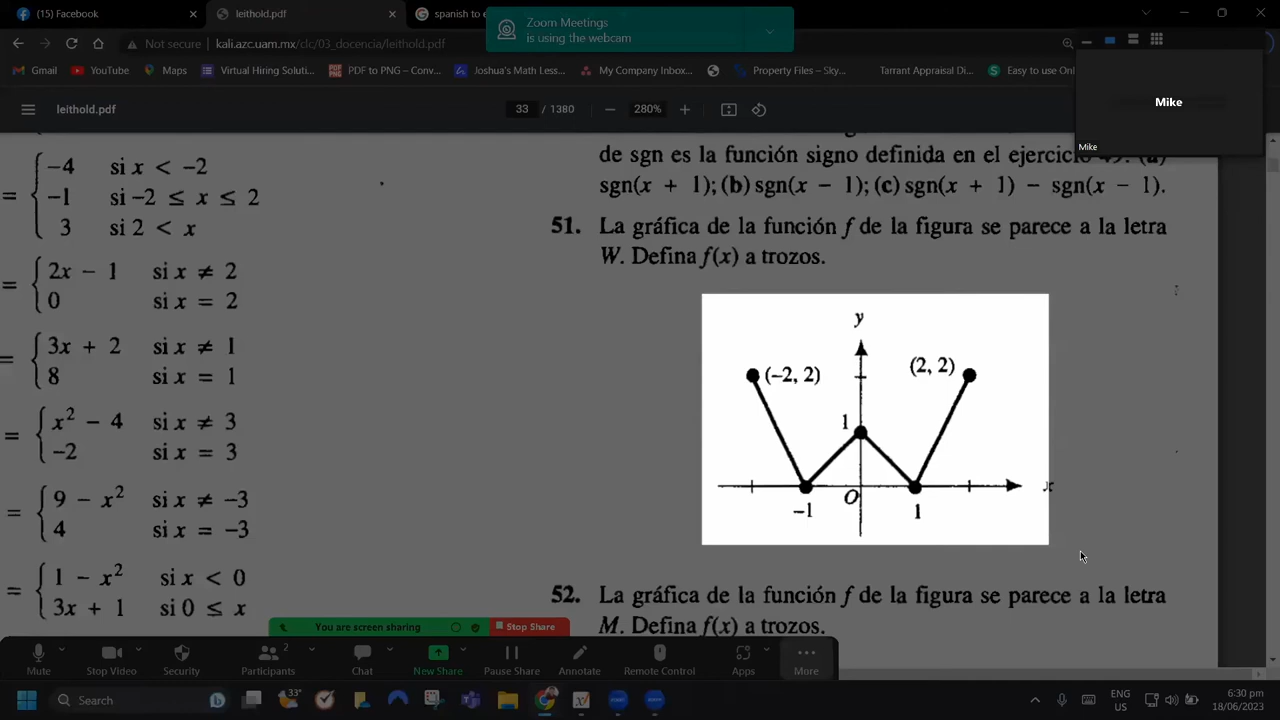 (15) Facebook
leithold.pdf
spanish to e
Zoom Meetings
is using the webcam
Not secure
kali.azc.uam.mx/clc/03_docencia/leithold.pdf
Gmail
YouTube
Maps
Virtual Hiring Soluti...
PDF to PNG – Conv...
Joshua's Math Less...
My Company Inbox...
Property Files – Sky...
Tarrant Appraisal Di...
Easy to use Onl
Mike
Mike
leithold.pdf
33 / 1380
280%
= { −4 si x < −2
−1 si −2 ≤ x ≤ 2
3 si 2 < x
= { 2x − 1 si x ≠ 2
0 si x = 2
= { 3x + 2 si x ≠ 1
8 si x = 1
= { x² − 4 si x ≠ 3
−2 si x = 3
= { 9 − x² si x ≠ −3
4 si x = −3
= { 1 − x² si x < 0
3x + 1 si 0 ≤ x
de sgn es la función signo definida en el ejercicio 49: (a)
sgn(x + 1); (b) sgn(x − 1); (c) sgn(x + 1) − sgn(x − 1).
51. La gráfica de la función f de la figura se parece a la letra
W. Defina f(x) a trozos.
y
(−2, 2)
(2, 2)
1
O
x
−1
1
52. La gráfica de la función f de la figura se parece a la letra
M. Defina f(x) a trozos.
You are screen sharing
Stop Share
Mute
Stop Video
Security
2
Participants
Chat
New Share
Pause Share
Annotate
Remote Control
Apps
More
Search
33°
ENG
US
6:30 pm
18/06/2023